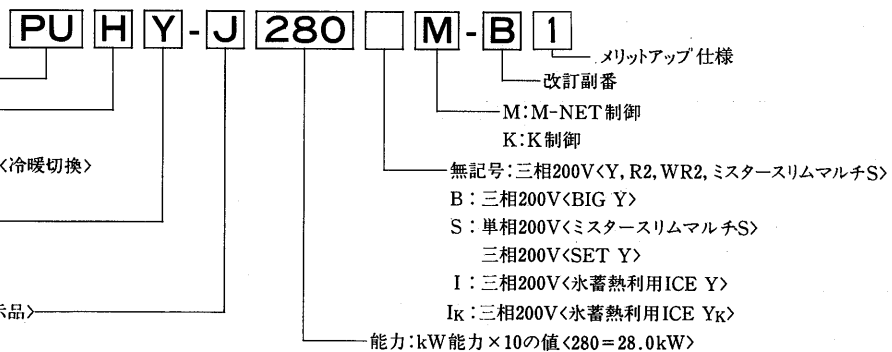 PUHY-J280 M-B1
メリットアップ仕様
改訂副番
M:M-NET制御
K:K制御
<冷暖切換>
無記号:三相200V<Y, R2, WR2, ミスタースリムマルチS>
B:三相200V<BIG Y>
S:単相200V<ミスタースリムマルチS>
三相200V<SET Y>
I:三相200V<氷蓄熱利用ICE Y>
IK:三相200V<氷蓄熱利用ICE YK>
品>
能力:kW能力×10の値<280=28.0kW>